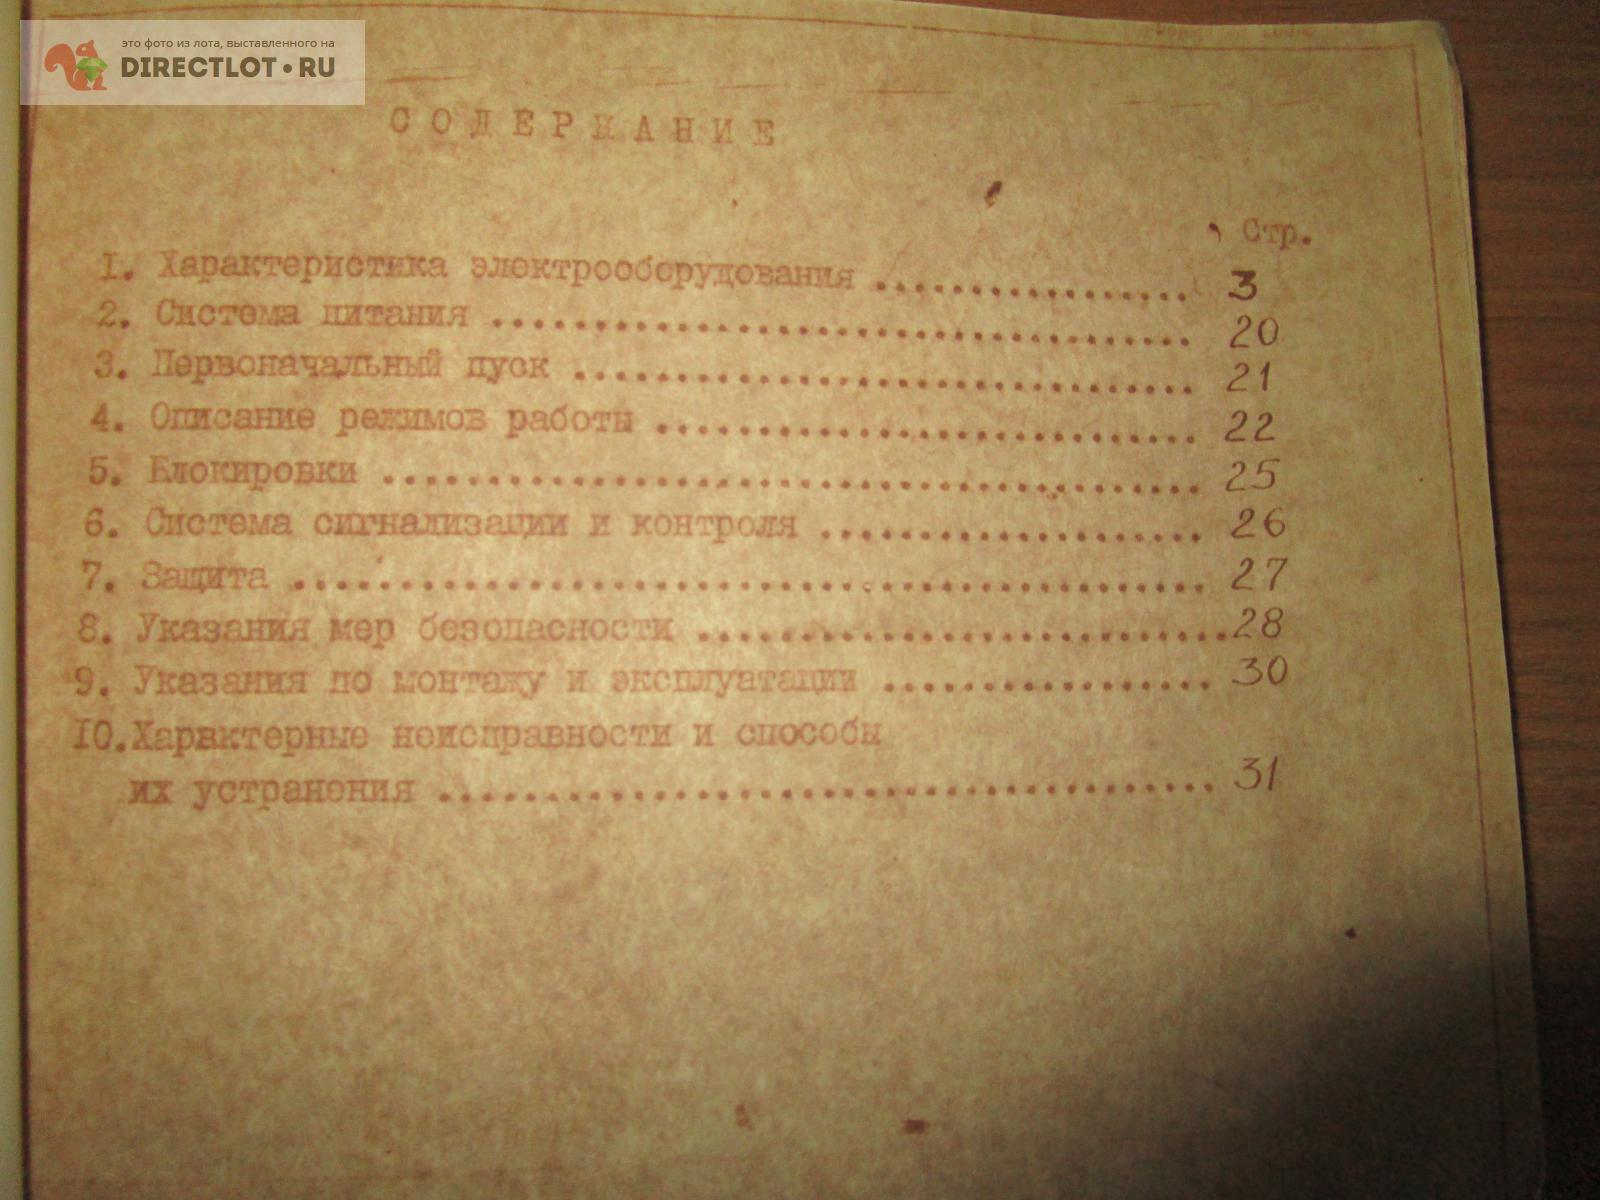 это фото из лота, выставленного на
DIRECTLOT•RU
СОДЕРЖАНИЕ
Стр.
I. Характеристика электрооборудования ................. 3
2. Система питания .................................. 20
3. Первоначальный пуск .............................. 21
4. Описание режимов работы .......................... 22
5. Блокировки ....................................... 25
6. Система сигнализации и контроля ................... 26
7. Защита ........................................... 27
8. Указания мер безопасности .......................... 28
9. Указания по монтажу и эксплуатации ................. 30
I0. Характерные неисправности и способы
их устранения ..................................... 31